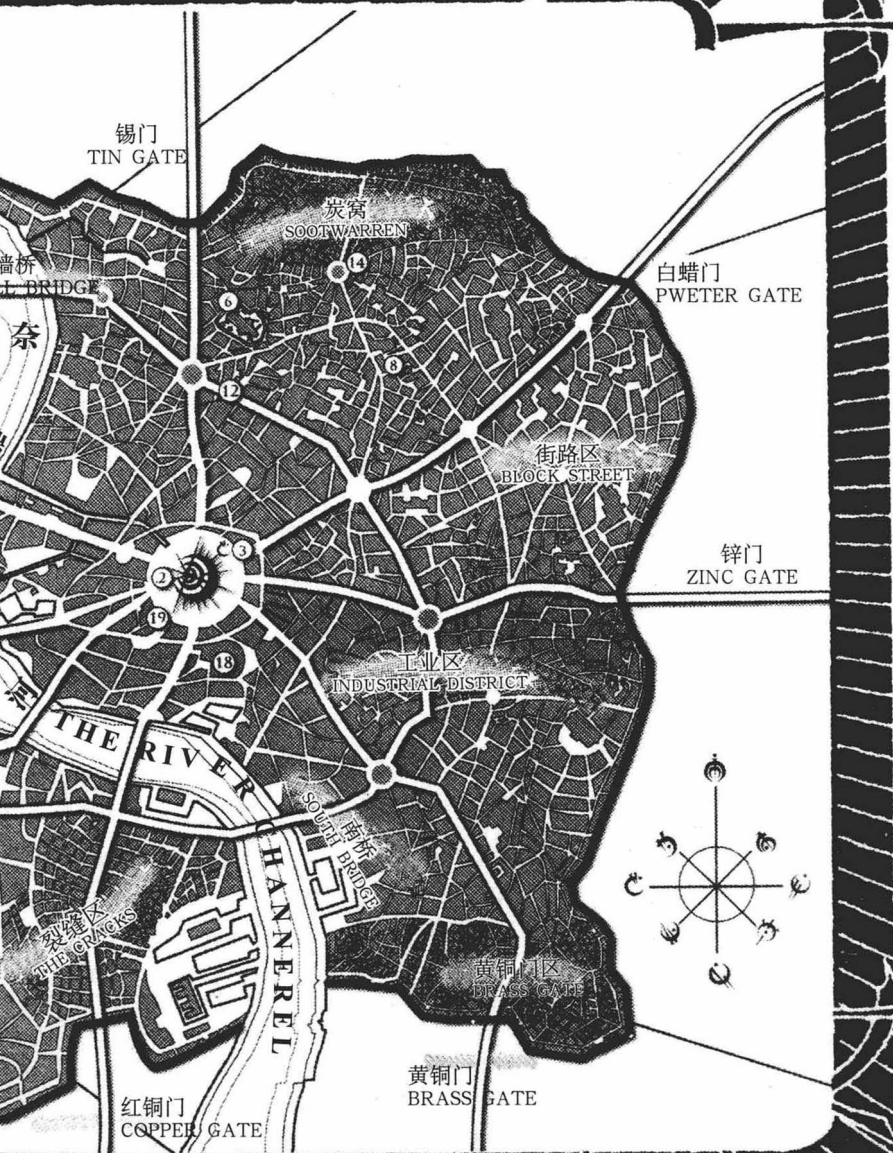 锡门
TIN GATE
炭窝
SOOTWARREN
14
墙桥
LL BRIDGE
6
白蜡门
PWETER GATE
奈
8
12
街路区
BLOCK STREET
3
2
锌门
ZINC GATE
19
18
工业区
INDUSTRIAL DISTRICT
河
THE RIVER CHANNEREL
南桥
SOUTH BRIDGE
裂缝区
THE CRACKS
黄铜门区
BRASS GATE
黄铜门
BRASS GATE
红铜门
COPPER GATE